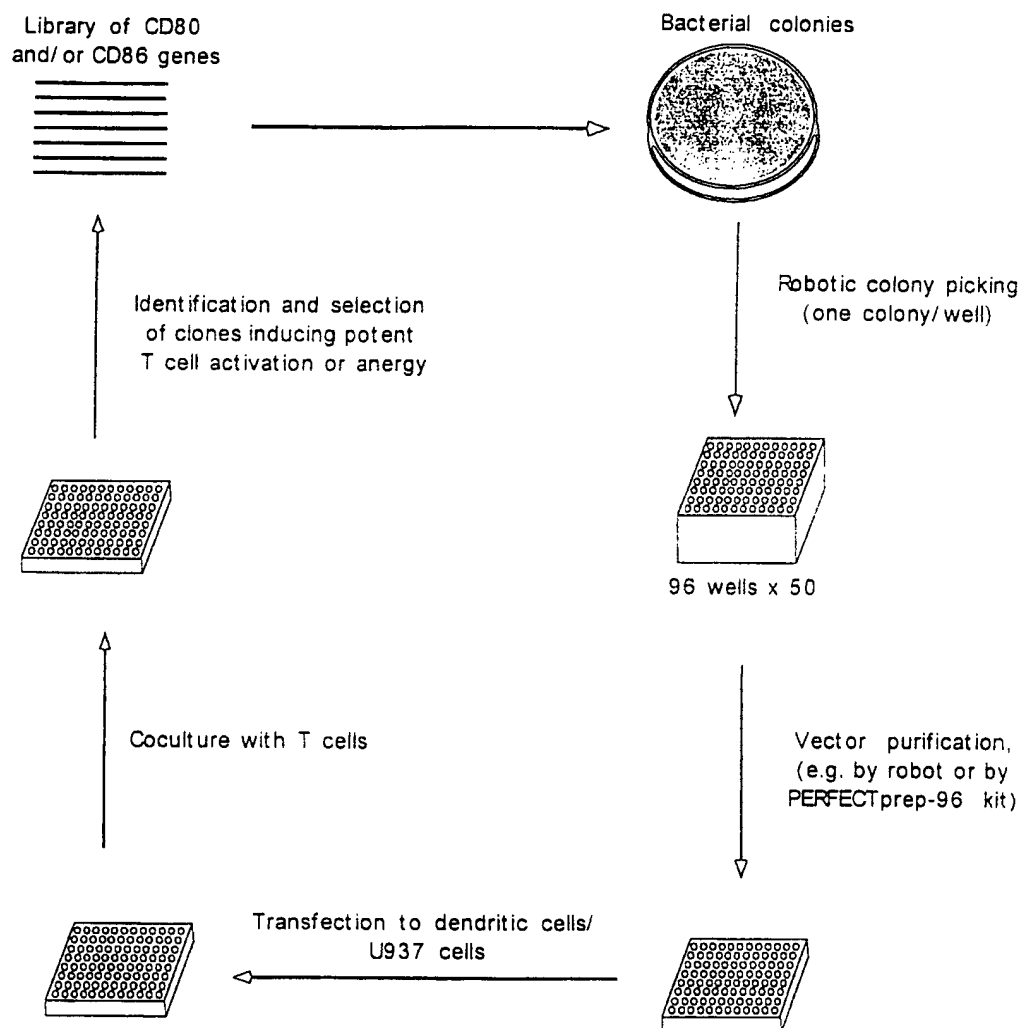 Library of CD80
and/or CD86 genes
Bacterial colonies
Identification and selection
of clones inducing potent
T cell activation or anergy
Robotic colony picking
(one colony/well)
96 wells x 50
Coculture with T cells
Vector purification,
(e.g. by robot or by
PERFECTprep-96 kit)
Transfection to dendritic cells/
U937 cells